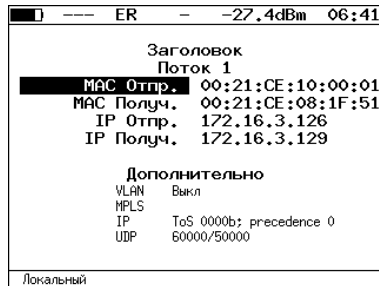 --- ER - -27.4dBm 06:41
Заголовок
Поток 1
MAC Отпр. 00:21:CE:10:00:01
MAC Получ. 00:21:CE:08:1F:51
IP Отпр. 172.16.3.126
IP Получ. 172.16.3.129
Дополнительно
VLAN Выкл
MPLS
IP ToS 0000b; precedence 0
UDP 60000/50000
Локальный